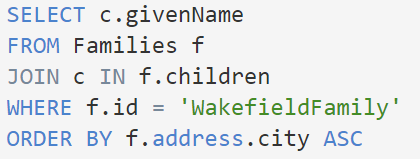 SELECT c.givenName
FROM Families f
JOIN c IN f.children
WHERE f.id = 'WakefieldFamily'
ORDER BY f.address.city ASC